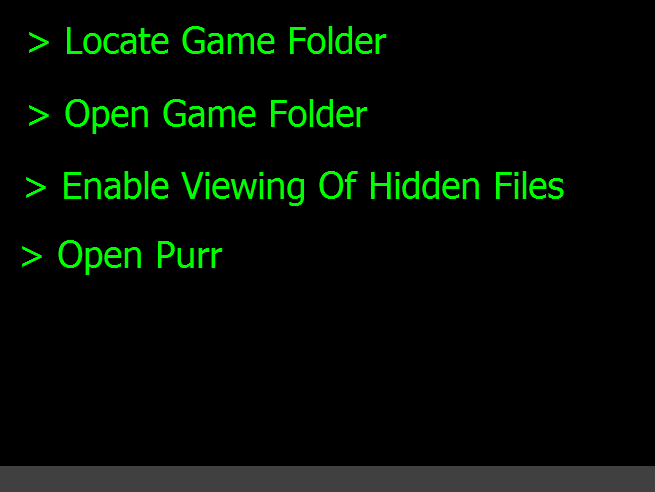 > Locate Game Folder
> Open Game Folder
> Enable Viewing Of Hidden Files
> Open Purr